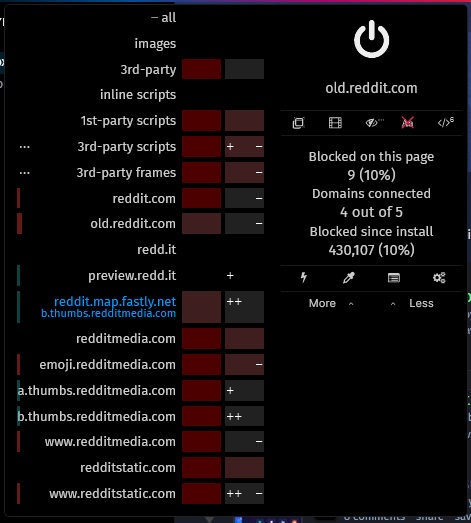 – all
images
3rd-party
inline scripts
1st-party scripts
··· 3rd-party scripts + –
··· 3rd-party frames –
reddit.com –
old.reddit.com –
redd.it
preview.redd.it +
reddit.map.fastly.net ++
b.thumbs.redditmedia.com
redditmedia.com
emoji.redditmedia.com –
a.thumbs.redditmedia.com +
b.thumbs.redditmedia.com ++
www.redditmedia.com –
redditstatic.com
www.redditstatic.com ++ –
old.reddit.com
Aa
</> 6
Blocked on this page
9 (10%)
Domains connected
4 out of 5
Blocked since install
430,107 (10%)
More
Less
comments share